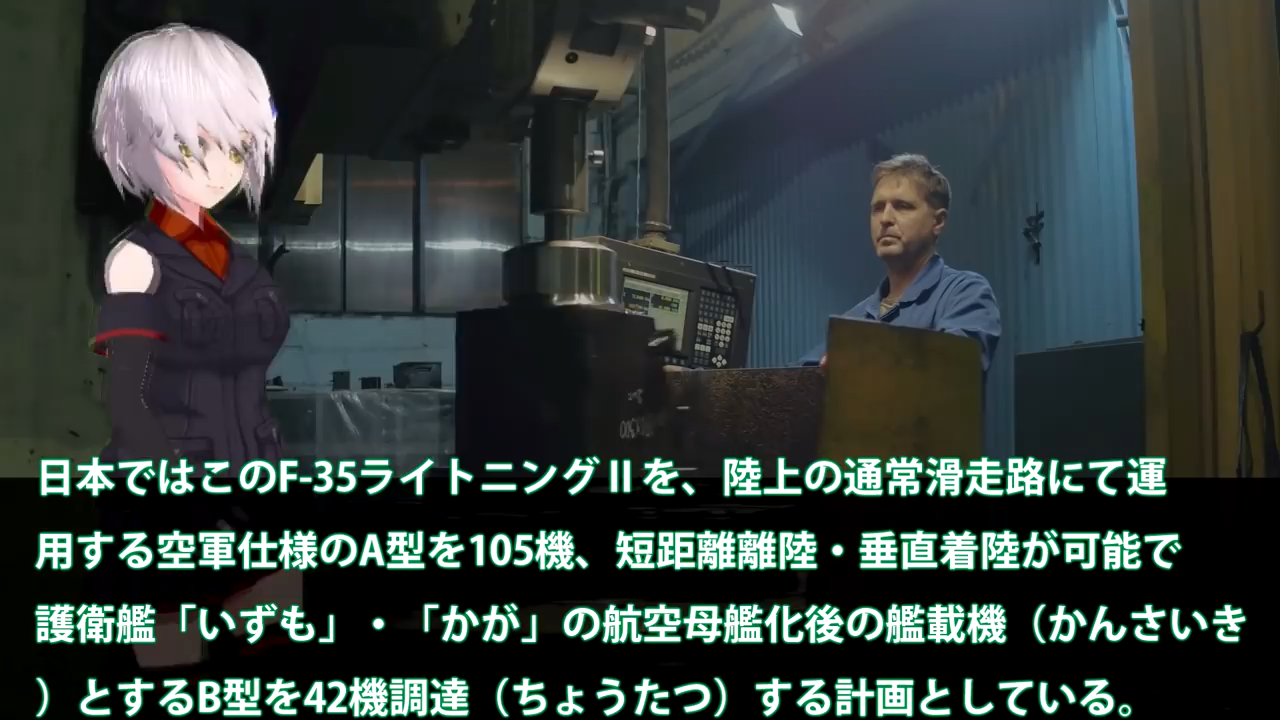 日本ではこのF-35ライトニングⅡを、陸上の通常滑走路にて運
用する空軍仕様のA型を105機、短距離離陸・垂直着陸が可能で
護衛艦「いずも」・「かが」の航空母艦化後の艦載機（かんさいき
）とするB型を42機調達（ちょうたつ）する計画としている。